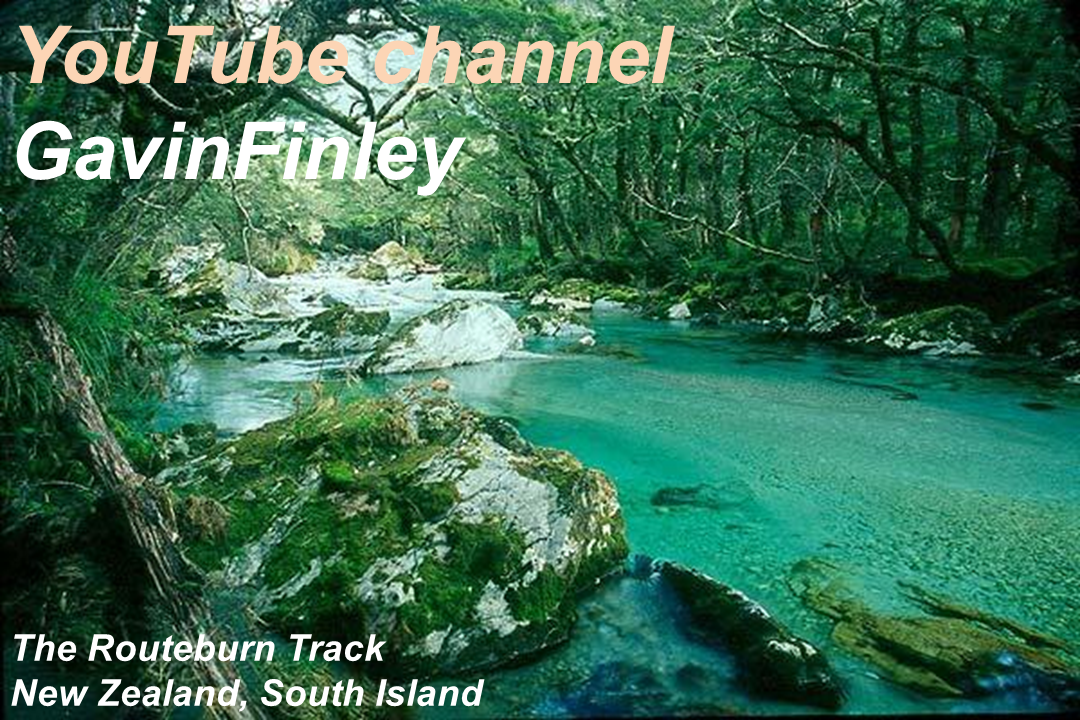 YouTube channel
GavinFinley
The Routeburn Track
New Zealand, South Island